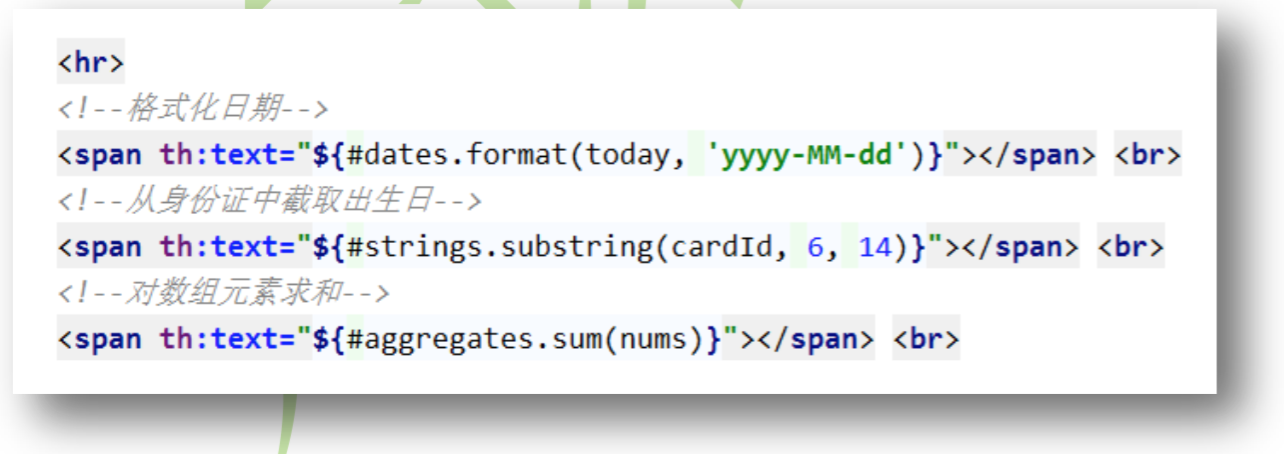 <hr>
<!--格式化日期-->
<span th:text="${#dates.format(today, 'yyyy-MM-dd')}"></span> <br>
<!--从身份证中截取出生日-->
<span th:text="${#strings.substring(cardId, 6, 14)}"></span> <br>
<!--对数组元素求和-->
<span th:text="${#aggregates.sum(nums)}"></span> <br>